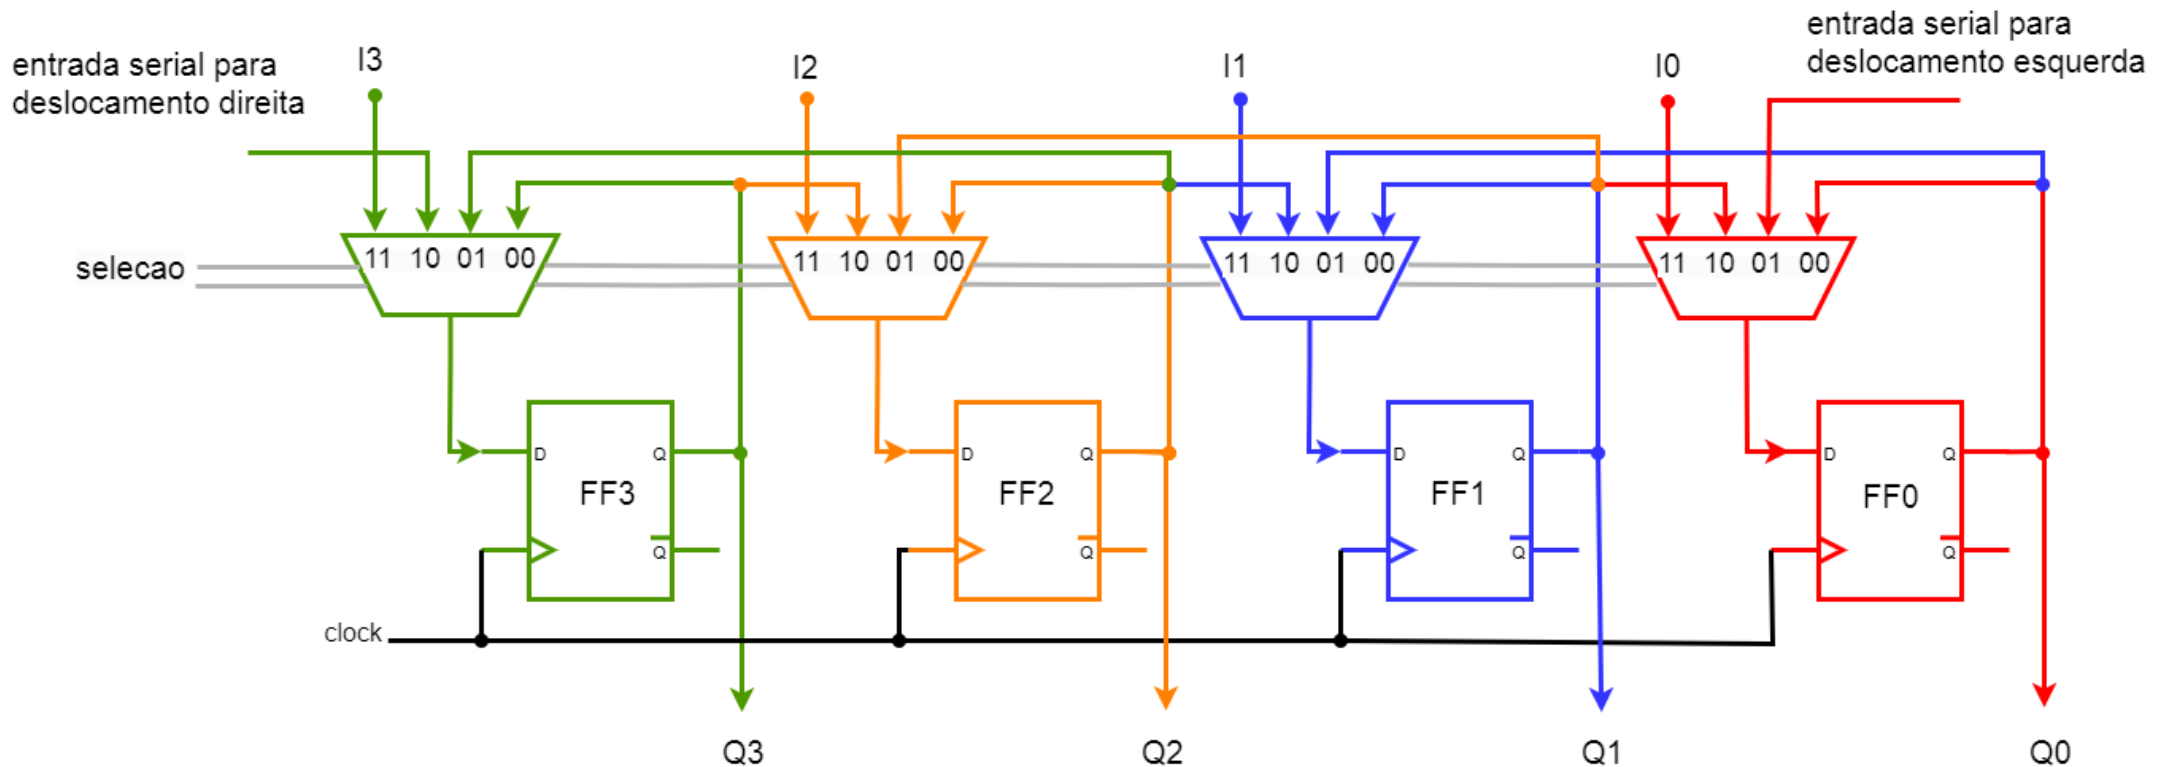 entrada serial para
deslocamento direita
I3
I2
I1
I0
entrada serial para
deslocamento esquerda
selecao
11 10 01 00
11 10 01 00
11 10 01 00
11 10 01 00
D Q
FF3
Q
D Q
FF2
Q
D Q
FF1
Q
D Q
FF0
Q
clock
Q3
Q2
Q1
Q0